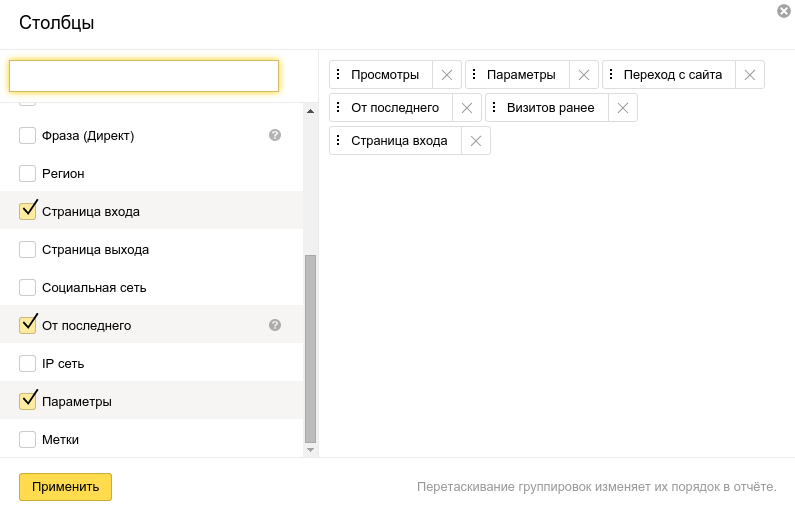 Столбцы
Просмотры
Параметры
Переход с сайта
От последнего
Визитов ранее
Страница входа
Фраза (Директ) ?
Регион
Страница входа
Страница выхода
Социальная сеть
От последнего ?
IP сеть
Параметры
Метки
Применить
Перетаскивание группировок изменяет их порядок в отчёте.